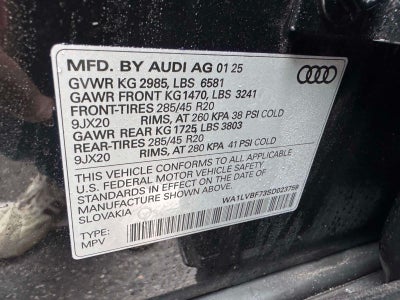 MFD. BY AUDI AG 01 25
GVWR KG 2985, LBS 6581
GAWR FRONT KG1470, LBS 3241
FRONT-TIRES 285/45 R20
9JX20 RIMS, AT 260 KPA 38 PSI COLD
GAWR REAR KG1725, LBS 3803
REAR-TIRES 285/45 R20
9JX20 RIMS, AT 280 KPA 41 PSI COLD
THIS VEHICLE CONFORMS TO ALL APPLICABLE
U.S. FEDERAL MOTOR VEHICLE SAFETY
STANDARDS IN EFFECT ON THE DATE OF
MANUFACTURE SHOWN ABOVE.
SLOVAKIA WA1LVBF73SD023759
TYPE:
MPV